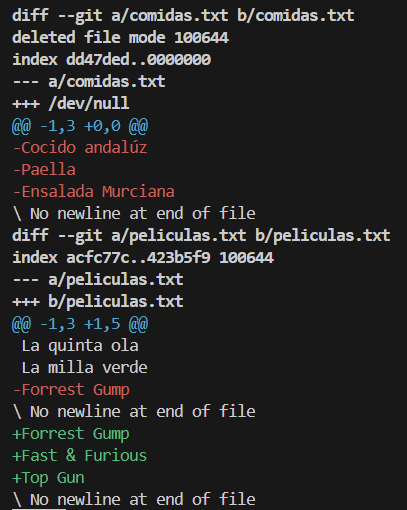 diff --git a/comidas.txt b/comidas.txt
deleted file mode 100644
index dd47ded..0000000
--- a/comidas.txt
+++ /dev/null
@@ -1,3 +0,0 @@
-Cocido andalúz
-Paella
-Ensalada Murciana
\ No newline at end of file
diff --git a/peliculas.txt b/peliculas.txt
index acfc77c..423b5f9 100644
--- a/peliculas.txt
+++ b/peliculas.txt
@@ -1,3 +1,5 @@
 La quinta ola
 La milla verde
-Forrest Gump
\ No newline at end of file
+Forrest Gump
+Fast & Furious
+Top Gun
\ No newline at end of file